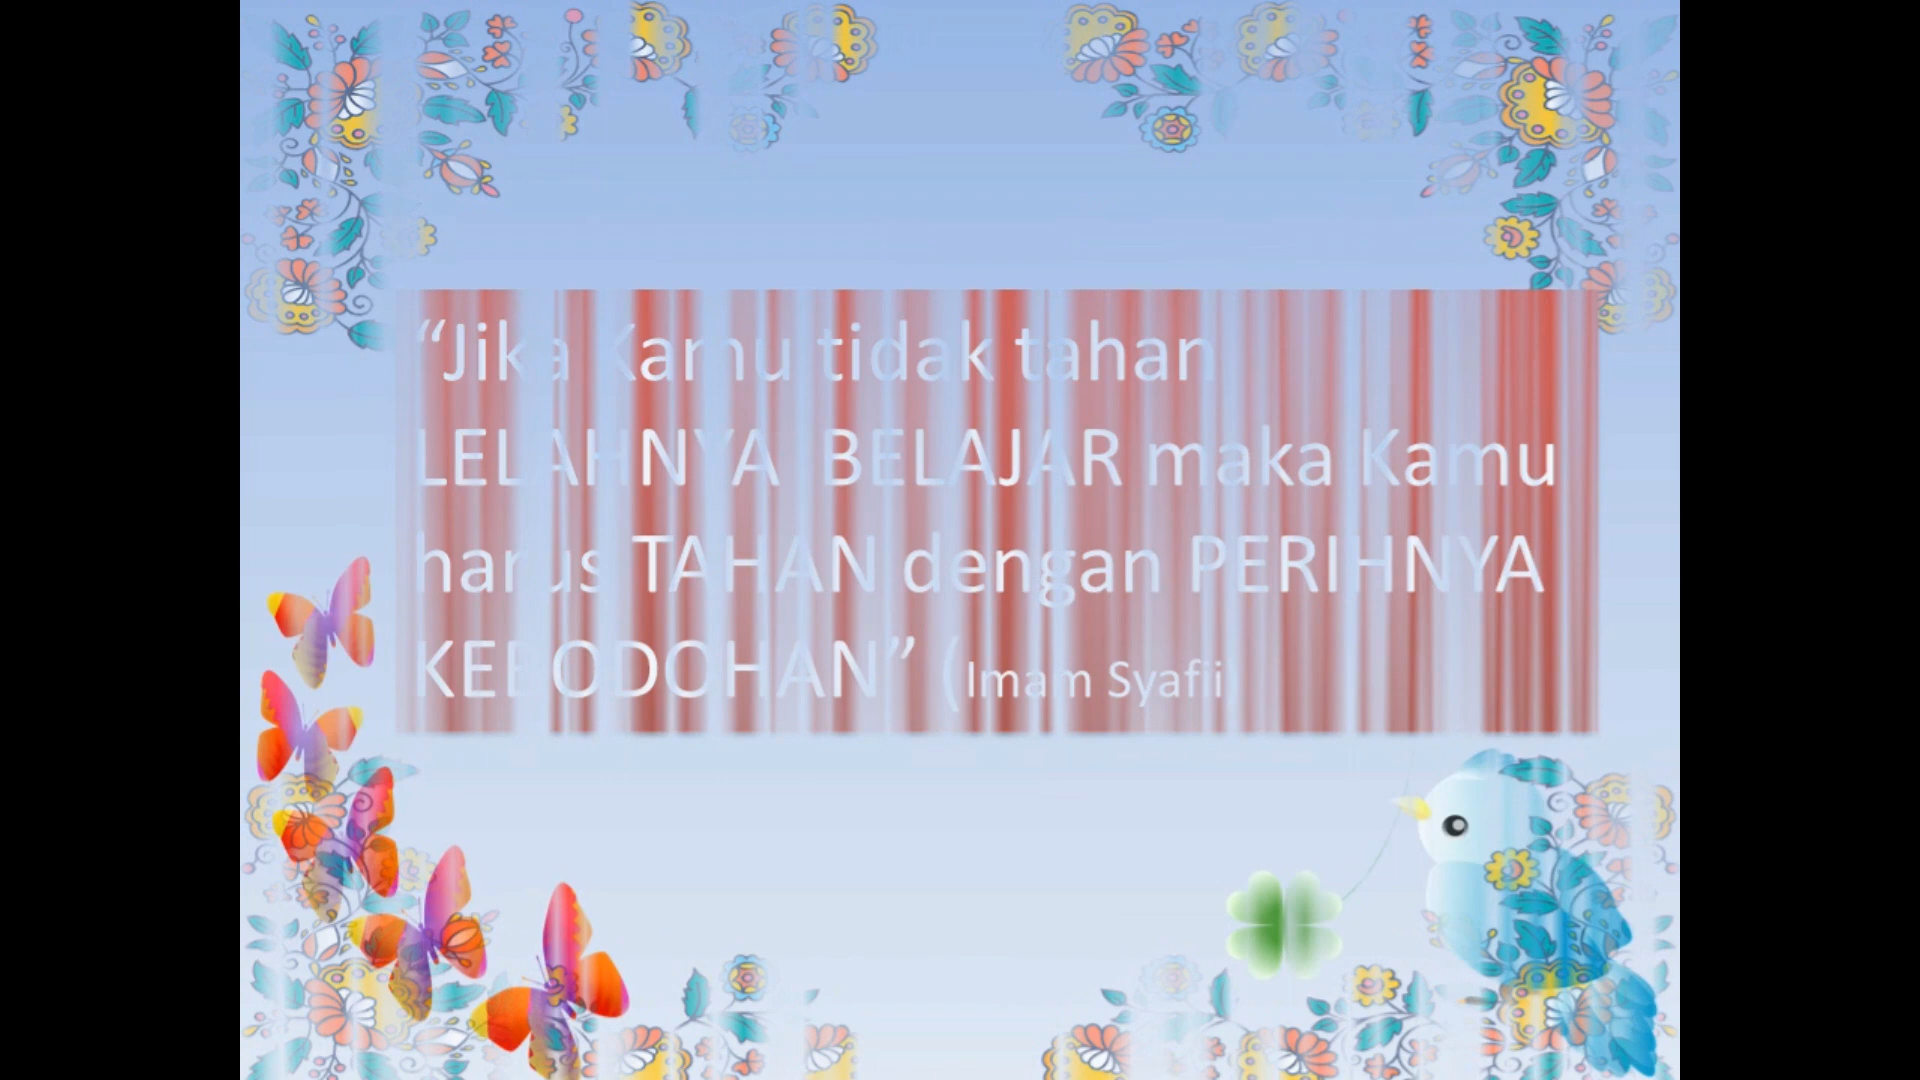 “Jika Kamu tidak tahan
LELAHNYA BELAJAR maka Kamu
harus TAHAN dengan PERIHNYA
KEBODOHAN” (Imam Syafii